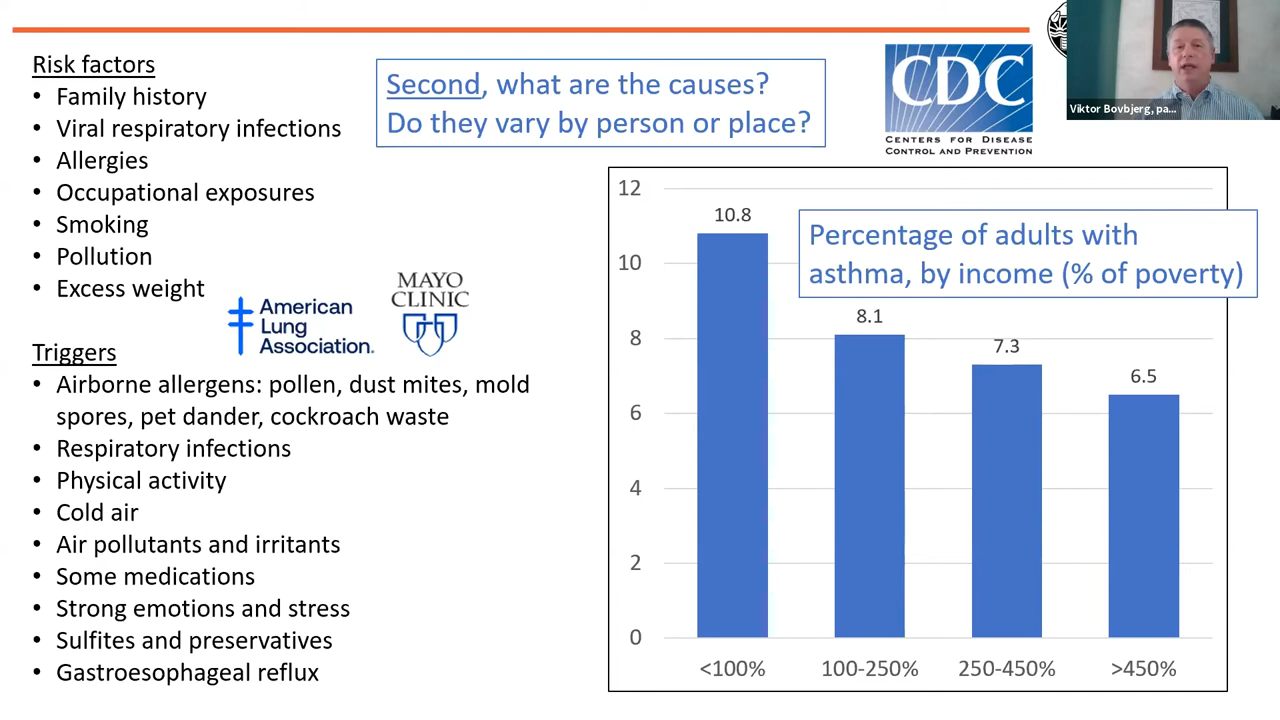 Risk factors
• Family history
• Viral respiratory infections
• Allergies
• Occupational exposures
• Smoking
• Pollution
• Excess weight
American
Lung
Association.
MAYO
CLINIC
Triggers
• Airborne allergens: pollen, dust mites, mold
spores, pet dander, cockroach waste
• Respiratory infections
• Physical activity
• Cold air
• Air pollutants and irritants
• Some medications
• Strong emotions and stress
• Sulfites and preservatives
• Gastroesophageal reflux
Second, what are the causes?
Do they vary by person or place?
CDC
CENTERS FOR DISEASE
CONTROL AND PREVENTION
Viktor Bovbjerg, pa...
Percentage of adults with
asthma, by income (% of poverty)
12
10
8
6
4
2
0
10.8
8.1
7.3
6.5
<100%
100-250%
250-450%
>450%